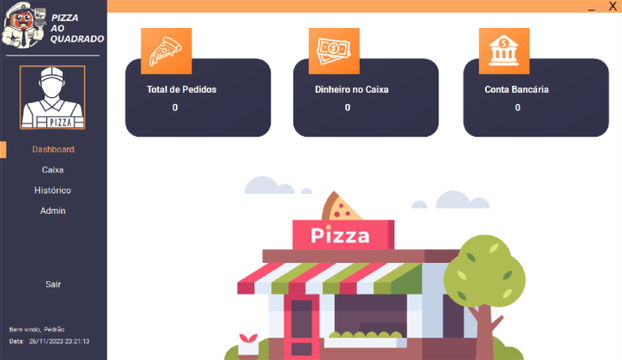 PIZZA
AO
QUADRADO
PIZZA
Dashboard
Caixa
Histórico
Admin
Sair
Bem vindo, Pedrão
Data: 26/11/2023 23:21:13
_ X
Total de Pedidos
0
Dinheiro no Caixa
0
Conta Bancária
0
Pizza